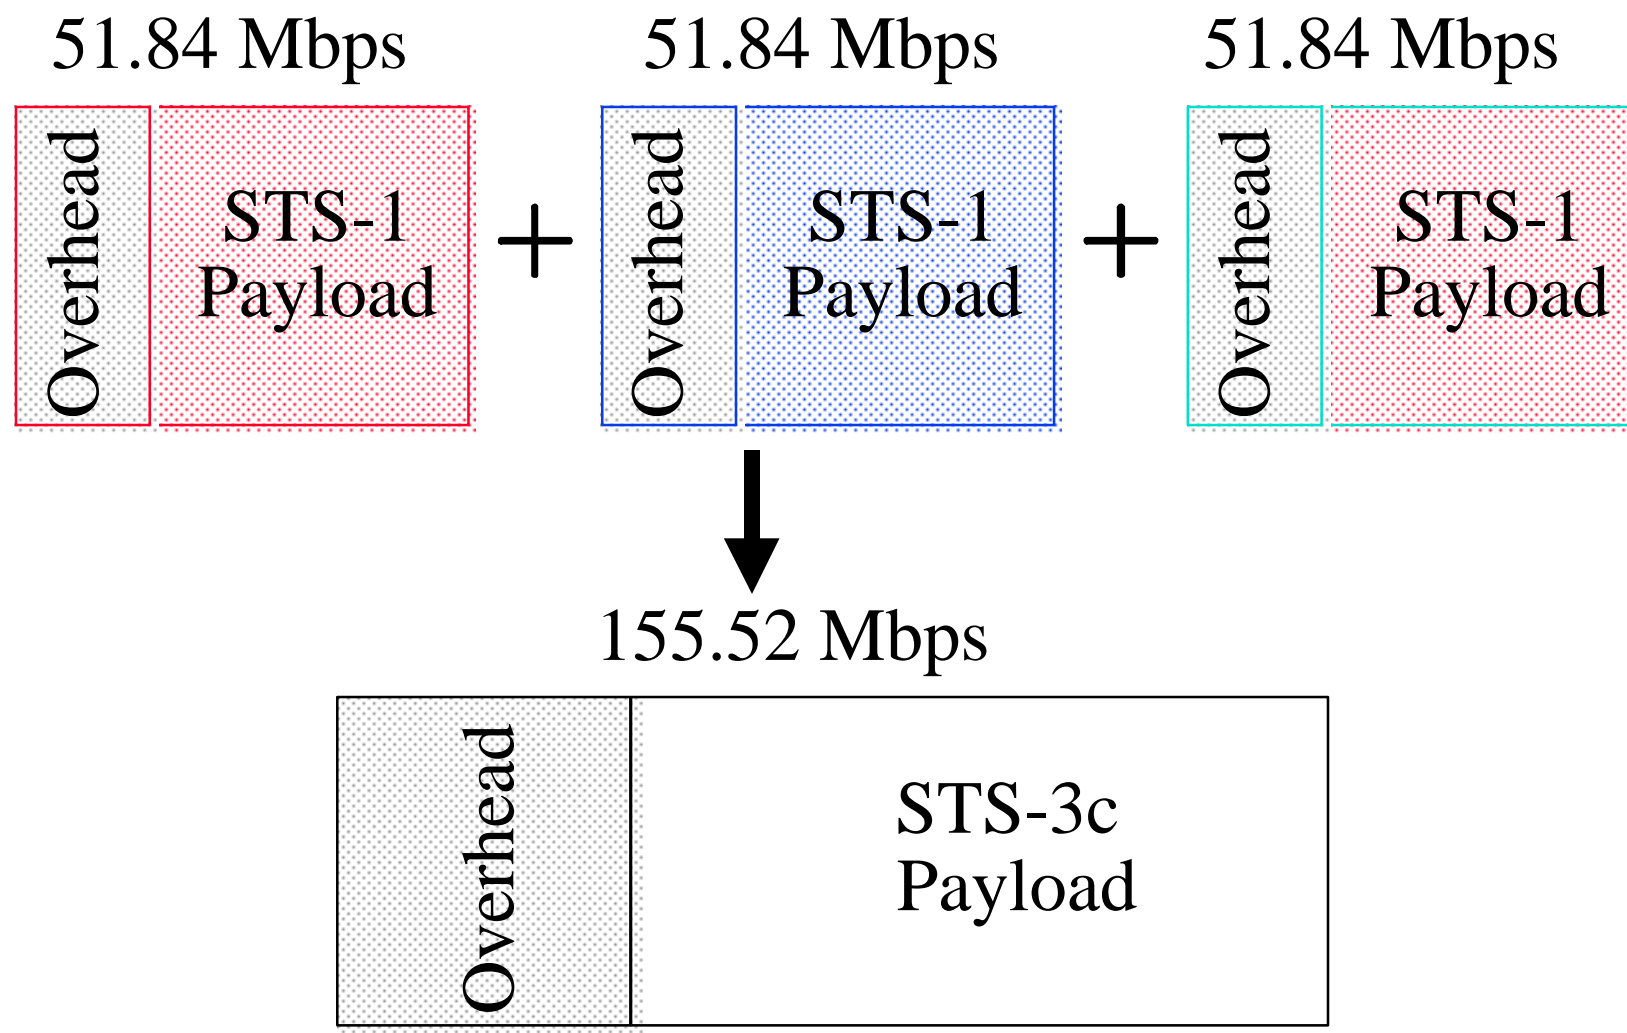 51.84 Mbps
51.84 Mbps
51.84 Mbps
Overhead
STS-1
Payload
+
Overhead
STS-1
Payload
+
Overhead
STS-1
Payload
155.52 Mbps
Overhead
STS-3c
Payload